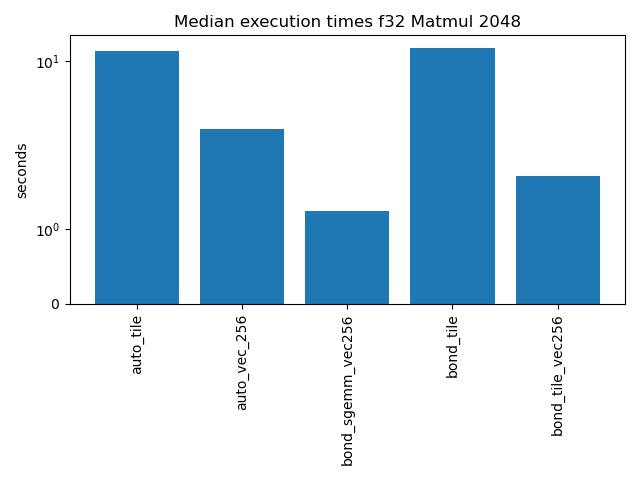 Median execution times f32 Matmul 2048
seconds
10¹
10⁰
0
auto_tile
auto_vec_256
bond_sgemm_vec256
bond_tile
bond_tile_vec256